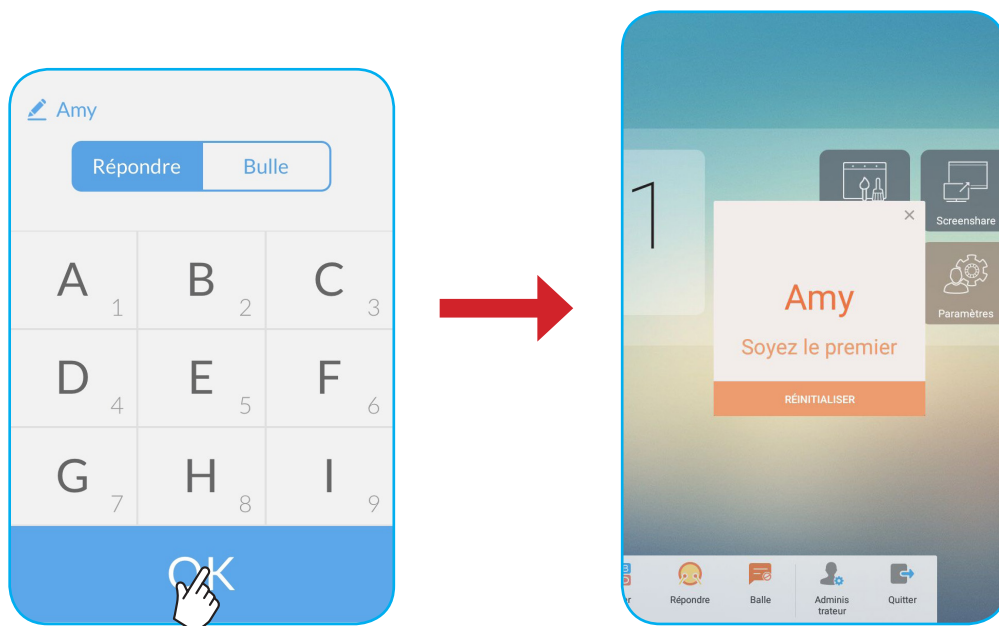 Amy
Répondre
Bulle
A 1
B 2
C 3
D 4
E 5
F 6
G 7
H 8
I 9
OK
1
Screenshare
Paramètres
Amy
Soyez le premier
RÉINITIALISER
Répondre
Balle
Adminis
trateur
Quitter